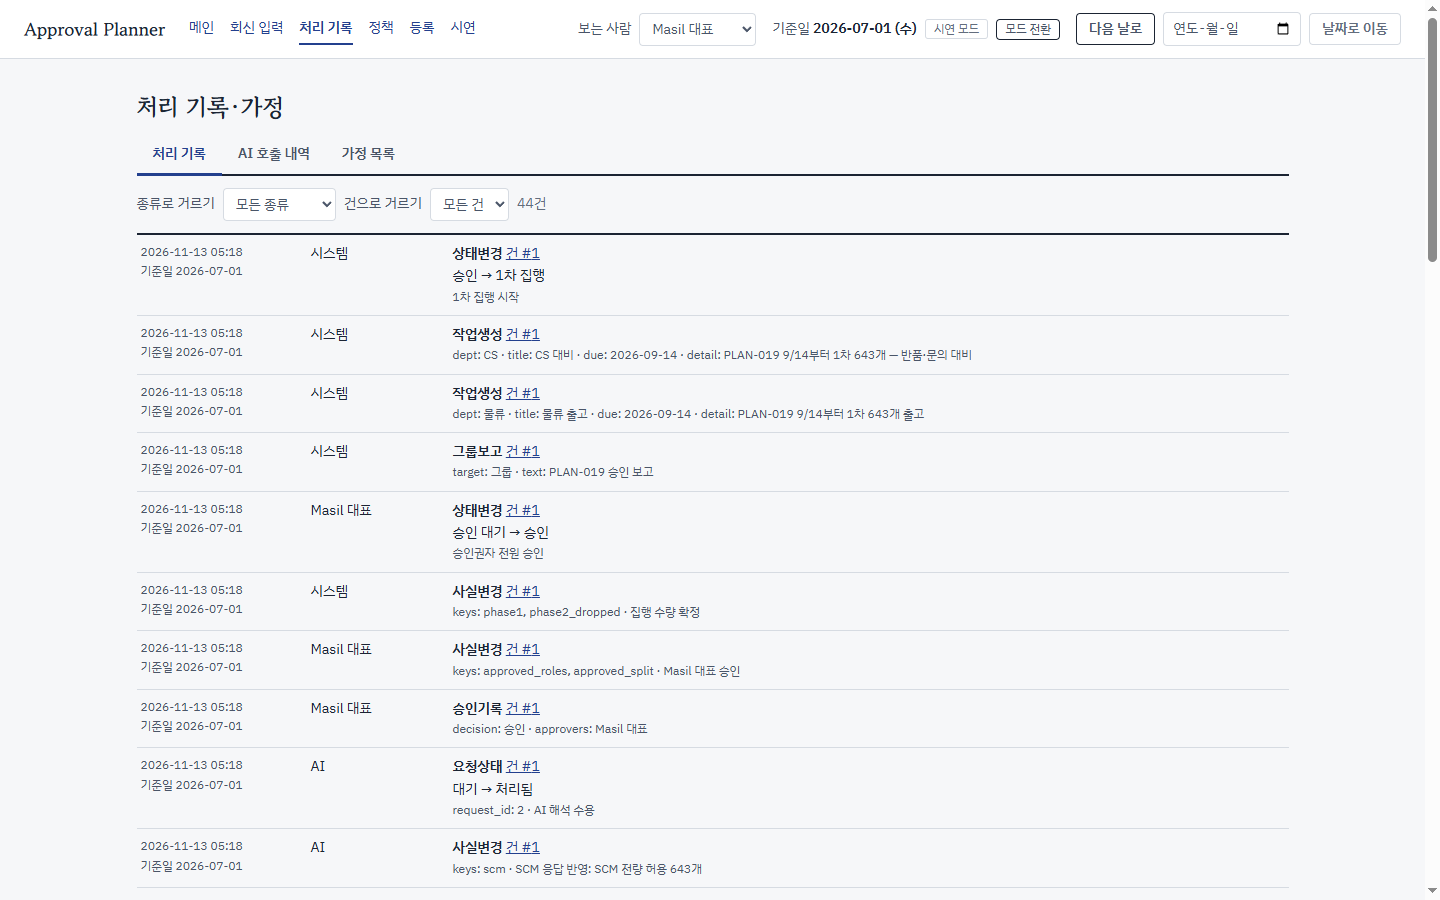 Approval Planner 메인 회신 입력 처리 기록 정책 등록 시연 보는 사람 Masil 대표 기준일 2026-07-01 (수) 시연 모드 모드 전환 다음 날로 연도-월-일 날짜로 이동
처리 기록·가정
처리 기록 AI 호출 내역 가정 목록
종류로 거르기 모든 종류 건으로 거르기 모든 건 44건
2026-11-13 05:18 시스템 상태변경 건 #1
기준일 2026-07-01 승인 → 1차 집행
1차 집행 시작
2026-11-13 05:18 시스템 작업생성 건 #1
기준일 2026-07-01 dept: CS · title: CS 대비 · due: 2026-09-14 · detail: PLAN-019 9/14부터 1차 643개 — 반품·문의 대비
2026-11-13 05:18 시스템 작업생성 건 #1
기준일 2026-07-01 dept: 물류 · title: 물류 출고 · due: 2026-09-14 · detail: PLAN-019 9/14부터 1차 643개 출고
2026-11-13 05:18 시스템 그룹보고 건 #1
기준일 2026-07-01 target: 그룹 · text: PLAN-019 승인 보고
2026-11-13 05:18 Masil 대표 상태변경 건 #1
기준일 2026-07-01 승인 대기 → 승인
승인권자 전원 승인
2026-11-13 05:18 시스템 사실변경 건 #1
기준일 2026-07-01 keys: phase1, phase2_dropped · 집행 수량 확정
2026-11-13 05:18 Masil 대표 사실변경 건 #1
기준일 2026-07-01 keys: approved_roles, approved_split · Masil 대표 승인
2026-11-13 05:18 Masil 대표 승인기록 건 #1
기준일 2026-07-01 decision: 승인 · approvers: Masil 대표
2026-11-13 05:18 AI 요청상태 건 #1
기준일 2026-07-01 대기 → 처리됨
request_id: 2 · AI 해석 수용
2026-11-13 05:18 AI 사실변경 건 #1
기준일 2026-07-01 keys: scm · SCM 응답 반영: SCM 전량 허용 643개